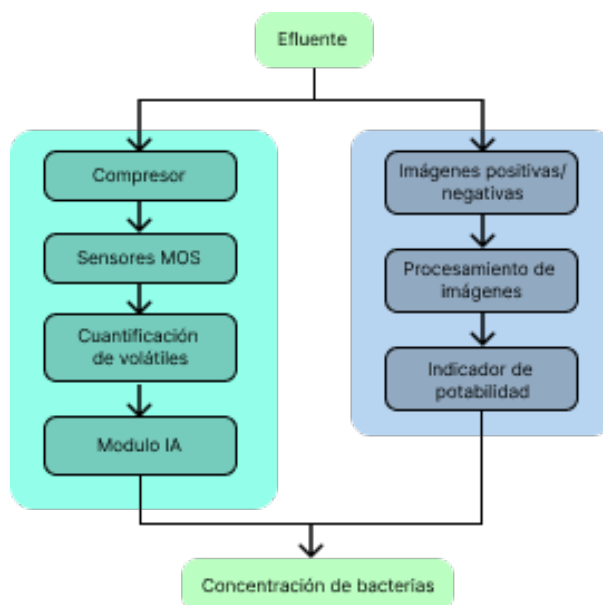 Efluente
Compresor
Sensores MOS
Cuantificación
de volátiles
Modulo IA
Imágenes positivas/
negativas
Procesamiento de
imágenes
Indicador de
potabilidad
Concentración de bacterías